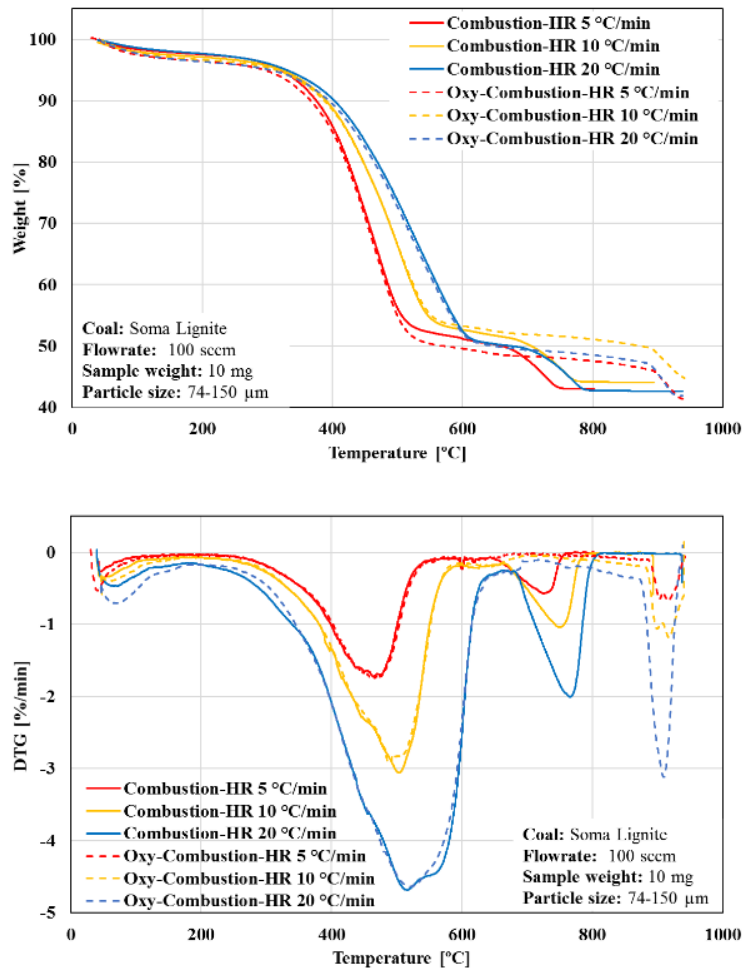 Combustion-HR 5 °C/min
Combustion-HR 10 °C/min
Combustion-HR 20 °C/min
Oxy-Combustion-HR 5 °C/min
Oxy-Combustion-HR 10 °C/min
Oxy-Combustion-HR 20 °C/min
100
90
80
70
60
50
40
Weight [%]
Coal: Soma Lignite
Flowrate: 100 sccm
Sample weight: 10 mg
Particle size: 74-150 µm
0 200 400 600 800 1000
Temperature [ºC]
0
-1
-2
-3
-4
-5
DTG [%/min]
Combustion-HR 5 °C/min
Combustion-HR 10 °C/min
Combustion-HR 20 °C/min
Oxy-Combustion-HR 5 °C/min
Oxy-Combustion-HR 10 °C/min
Oxy-Combustion-HR 20 °C/min
Coal: Soma Lignite
Flowrate: 100 sccm
Sample weight: 10 mg
Particle size: 74-150 µm
0 200 400 600 800 1000
Temperature [ºC]